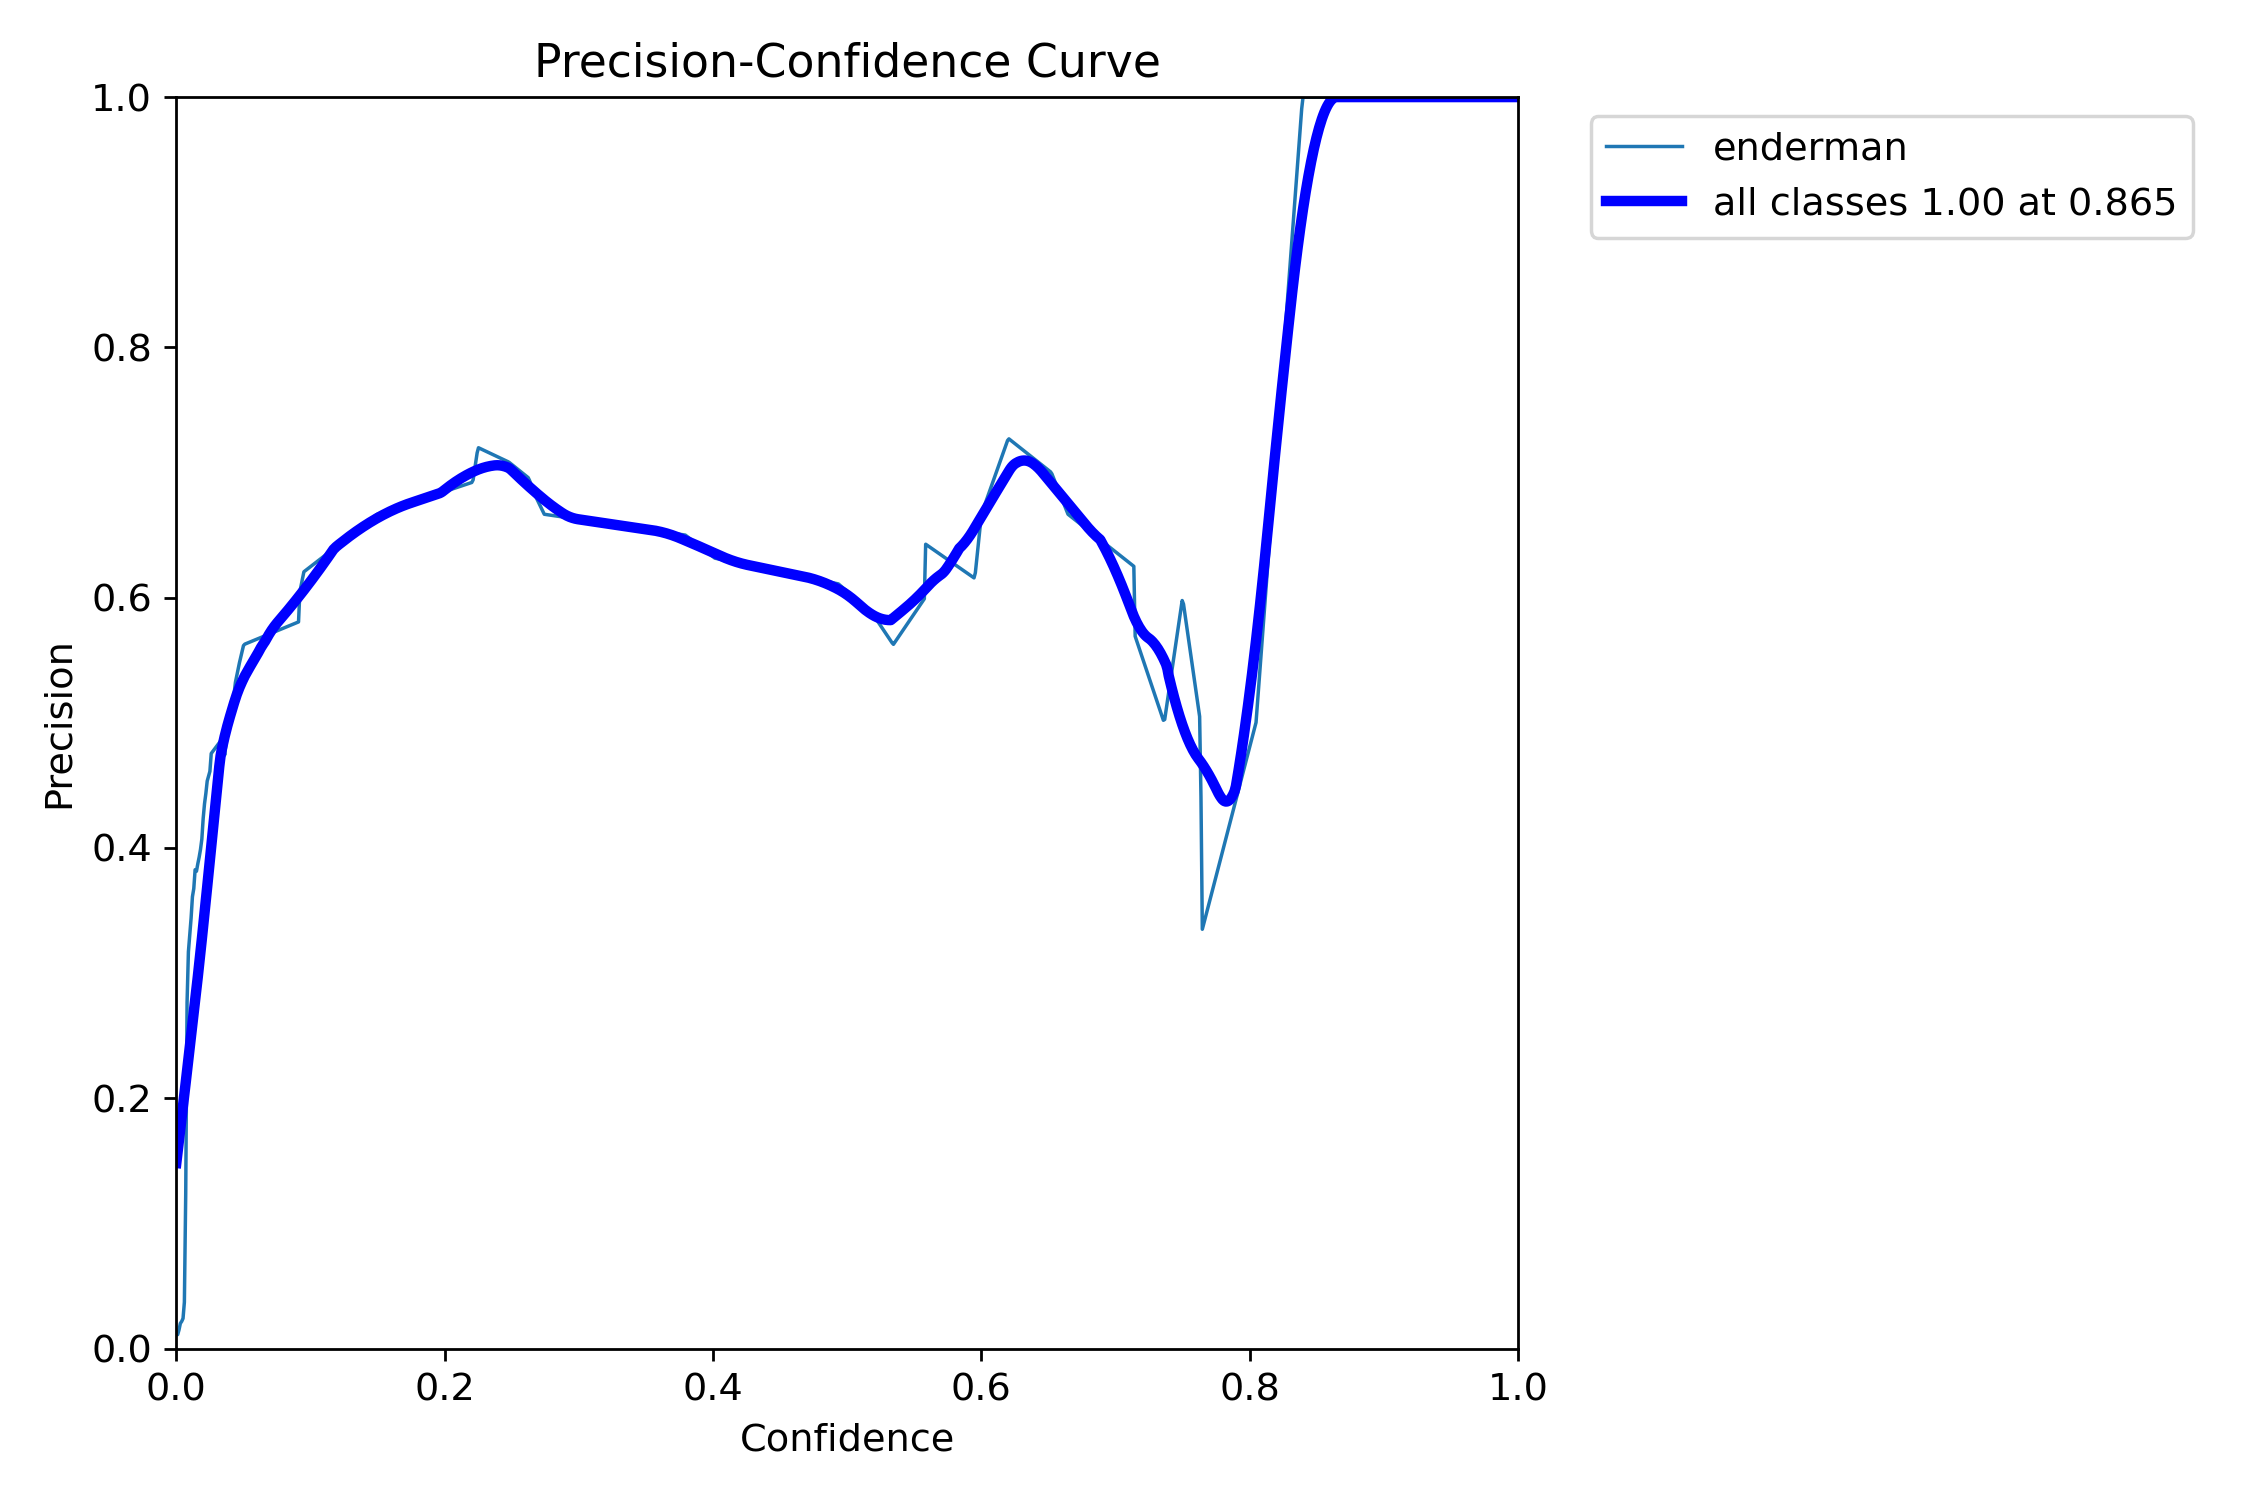 Precision-Confidence Curve
1.0
0.8
0.6
0.4
0.2
0.0
Precision
0.0 0.2 0.4 0.6 0.8 1.0
Confidence
enderman
all classes 1.00 at 0.865